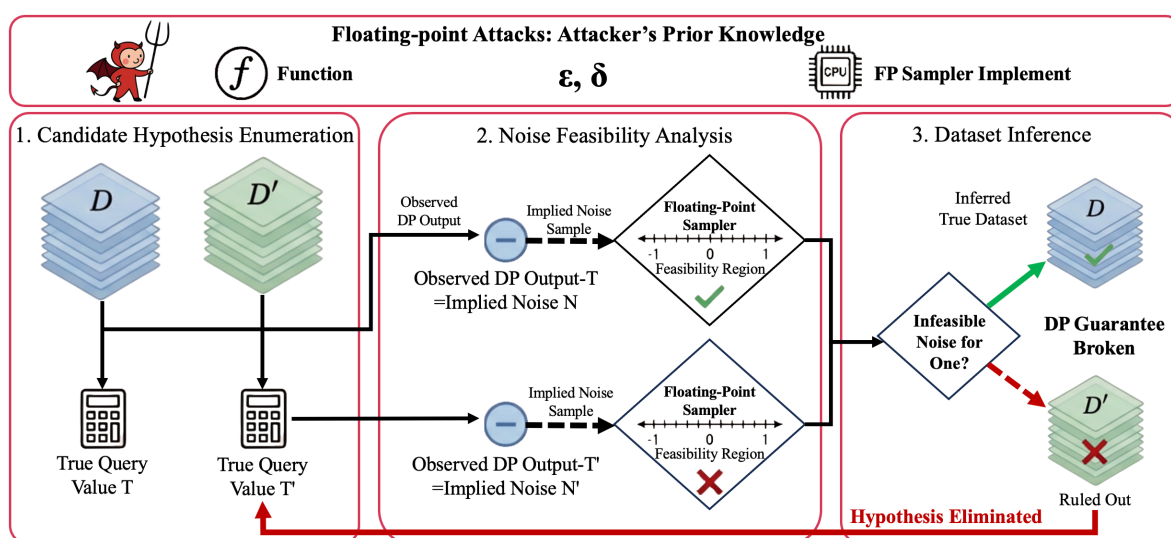 Floating-point Attacks: Attacker's Prior Knowledge
f
Function
ε, δ
CPU
FP Sampler Implement
1. Candidate Hypothesis Enumeration
D
D'
True Query
Value T
True Query
Value T'
2. Noise Feasibility Analysis
Observed
DP Output
Implied Noise
Sample
Observed DP Output-T
=Implied Noise N
Floating-Point
Sampler
-1 0 1
Feasibility Region
Implied Noise
Sample
Observed DP Output-T'
=Implied Noise N'
Floating-Point
Sampler
-1 0 1
Feasibility Region
3. Dataset Inference
Inferred
True Dataset
D
Infeasible
Noise for
One?
DP Guarantee
Broken
D'
Ruled Out
Hypothesis Eliminated